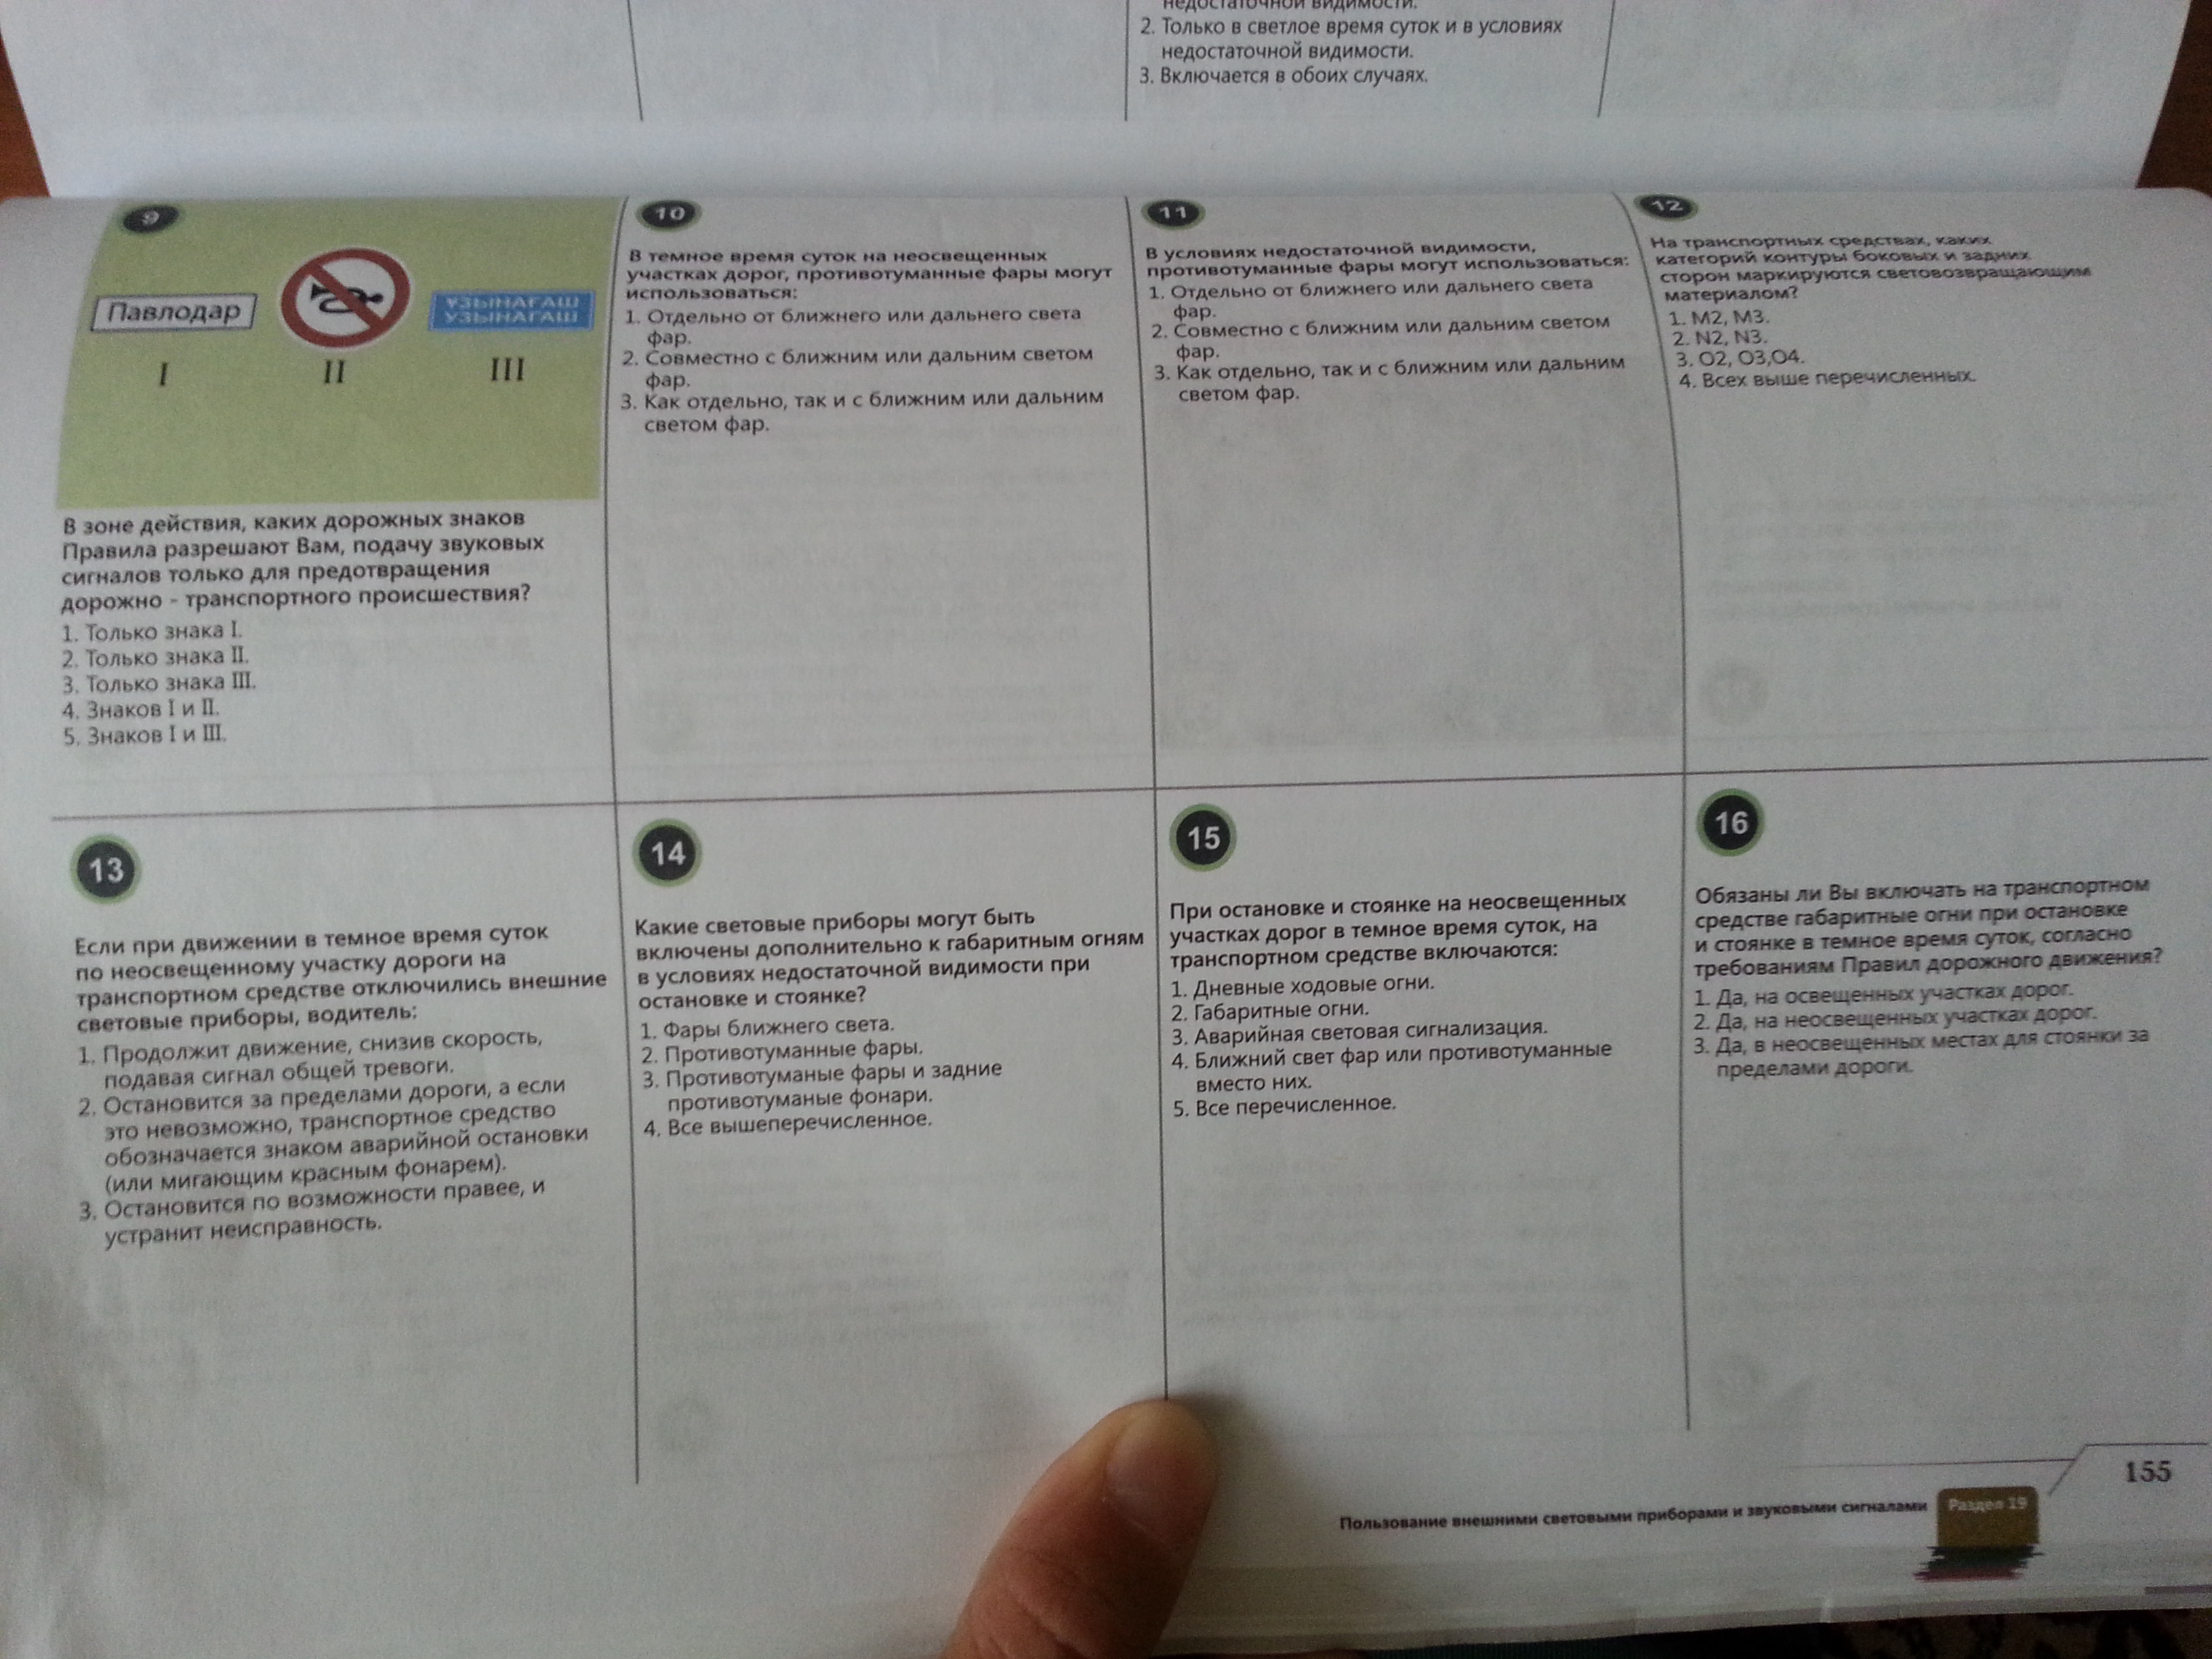 недостаточной видимости.
2. Только в светлое время суток и в условиях
недостаточной видимости.
3. Включается в обоих случаях.
9
Павлодар
ҰЗЫНАҒАШ
УЗЫНАГАШ
I
II
III
В зоне действия, каких дорожных знаков
Правила разрешают Вам, подачу звуковых
сигналов только для предотвращения
дорожно - транспортного происшествия?
1. Только знака I.
2. Только знака II.
3. Только знака III.
4. Знаков I и II.
5. Знаков I и III.
10
В темное время суток на неосвещенных
участках дорог, противотуманные фары могут
использоваться:
1. Отдельно от ближнего или дальнего света
фар.
2. Совместно с ближним или дальним светом
фар.
3. Как отдельно, так и с ближним или дальним
светом фар.
11
В условиях недостаточной видимости,
противотуманные фары могут использоваться:
1. Отдельно от ближнего или дальнего света
фар.
2. Совместно с ближним или дальним светом
фар.
3. Как отдельно, так и с ближним или дальним
светом фар.
12
На транспортных средствах, каких
категорий контуры боковых и задних
сторон маркируются световозвращающим
материалом?
1. М2, М3.
2. N2, N3.
3. О2, О3,О4.
4. Всех выше перечисленных.
13
Если при движении в темное время суток
по неосвещенному участку дороги на
транспортном средстве отключились внешние
световые приборы, водитель:
1. Продолжит движение, снизив скорость,
подавая сигнал общей тревоги.
2. Остановится за пределами дороги, а если
это невозможно, транспортное средство
обозначается знаком аварийной остановки
(или мигающим красным фонарем).
3. Остановится по возможности правее, и
устранит неисправность.
14
Какие световые приборы могут быть
включены дополнительно к габаритным огням
в условиях недостаточной видимости при
остановке и стоянке?
1. Фары ближнего света.
2. Противотуманные фары.
3. Противотуманые фары и задние
противотуманые фонари.
4. Все вышеперечисленное.
15
При остановке и стоянке на неосвещенных
участках дорог в темное время суток, на
транспортном средстве включаются:
1. Дневные ходовые огни.
2. Габаритные огни.
3. Аварийная световая сигнализация.
4. Ближний свет фар или противотуманные
вместо них.
5. Все перечисленное.
16
Обязаны ли Вы включать на транспортном
средстве габаритные огни при остановке
и стоянке в темное время суток, согласно
требованиям Правил дорожного движения?
1. Да, на освещенных участках дорог.
2. Да, на неосвещенных участках дорог.
3. Да, в неосвещенных местах для стоянки за
пределами дороги.
155
Пользование внешними световыми приборами и звуковыми сигналами
Раздел 19